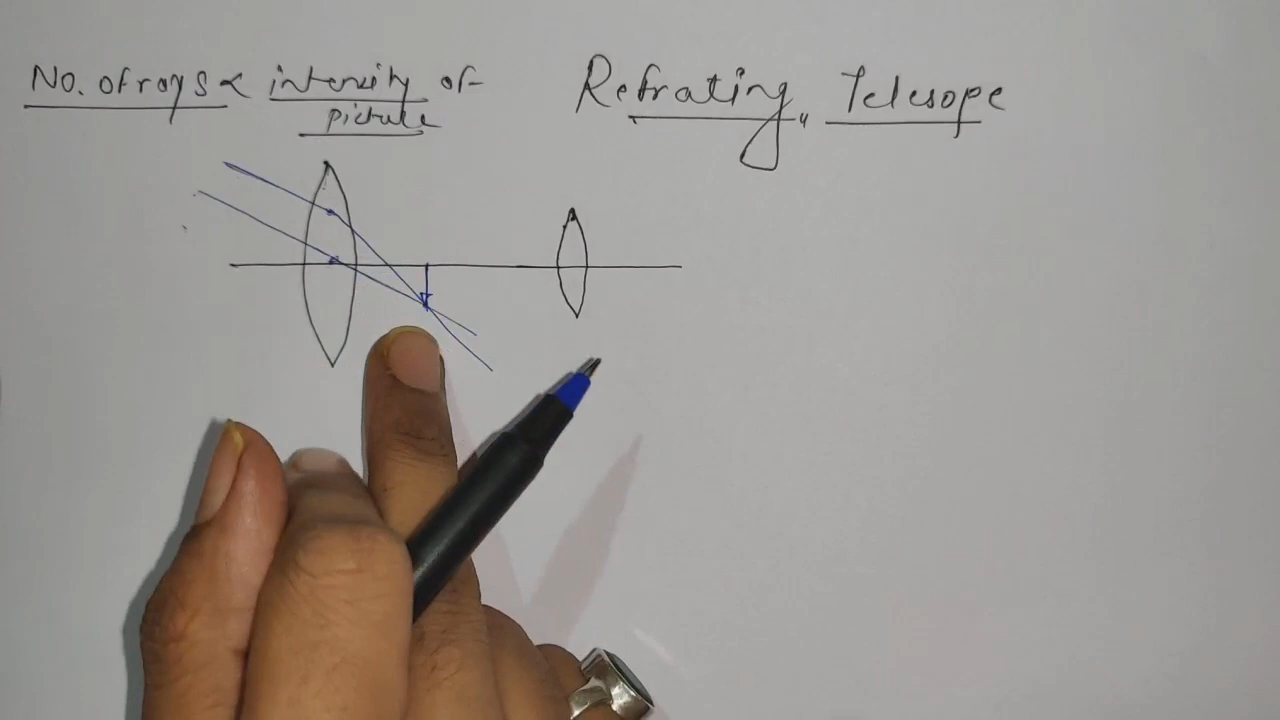 No. of rays ∝ intensity of
picture
Refrating Telesope